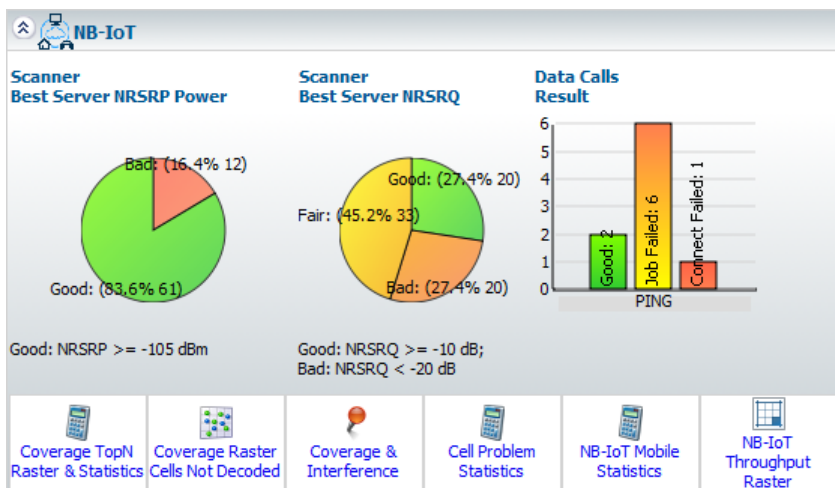 NB-IoT
Scanner
Best Server NRSRP Power
Bad: (16.4% 12)
Good: (83.6% 61)
Good: NRSRP >= -105 dBm
Scanner
Best Server NRSRQ
Good: (27.4% 20)
Fair: (45.2% 33)
Bad: (27.4% 20)
Good: NRSRQ >= -10 dB;
Bad: NRSRQ < -20 dB
Data Calls
Result
6
5
4
3
2
1
0
Good: 2
Job Failed: 6
Connect Failed: 1
PING
Coverage TopN
Raster & Statistics
Coverage Raster
Cells Not Decoded
Coverage &
Interference
Cell Problem
Statistics
NB-IoT Mobile
Statistics
NB-IoT
Throughput
Raster